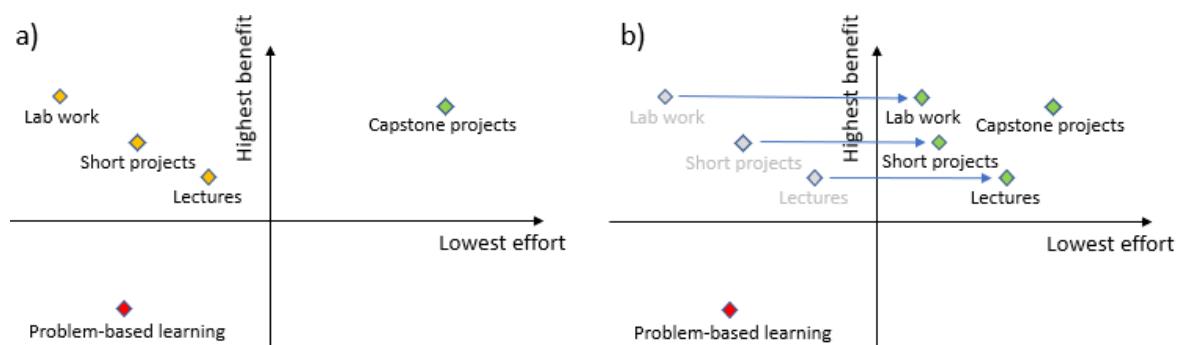 a)
Highest benefit
Lab work
Capstone projects
Short projects
Lectures
Lowest effort
Problem-based learning
b)
Highest benefit
Lab work
Lab work
Capstone projects
Short projects
Short projects
Lectures
Lectures
Lowest effort
Problem-based learning